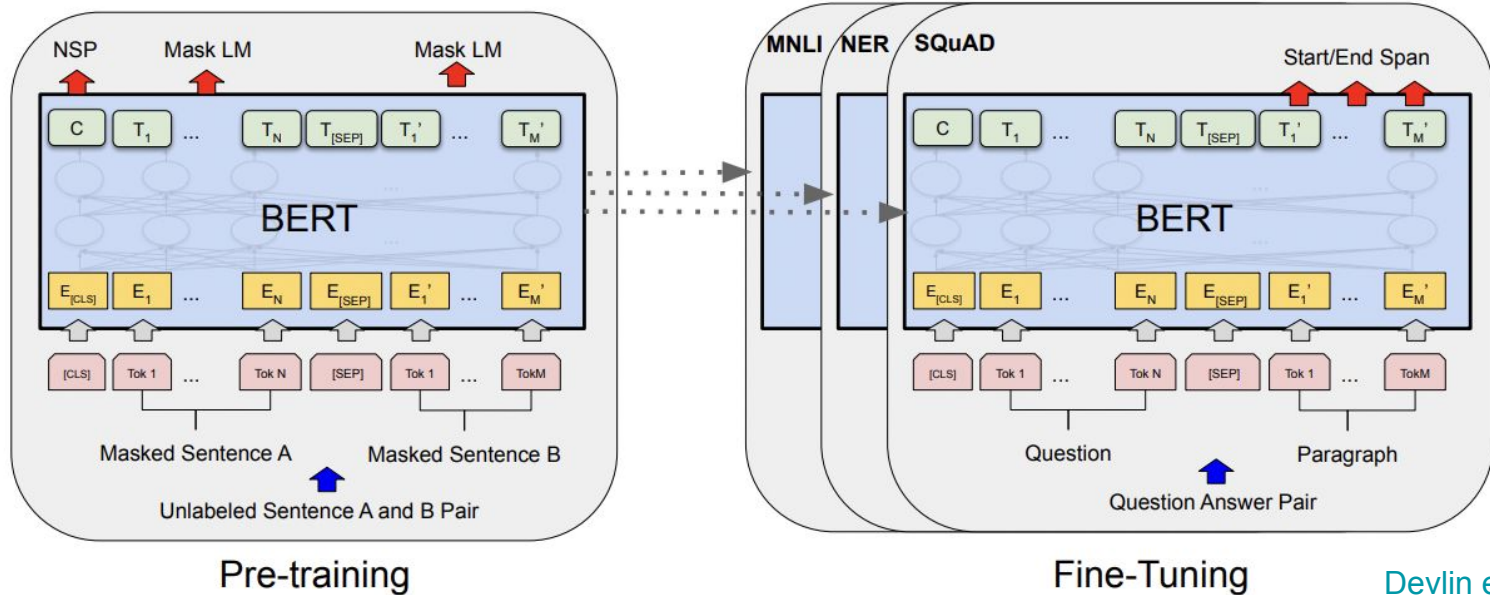 NSP Mask LM Mask LM
C T1 ... TN T[SEP] T1' ... TM'
BERT
...
...
E[CLS] E1 ... EN E[SEP] E1' ... EM'
[CLS] Tok 1 ... Tok N [SEP] Tok 1 ... TokM
Masked Sentence A Masked Sentence B
Unlabeled Sentence A and B Pair
Pre-training
MNLI NER SQuAD
Start/End Span
C T1 ... TN T[SEP] T1' ... TM'
BERT
...
...
E[CLS] E1 ... EN E[SEP] E1' ... EM'
[CLS] Tok 1 ... Tok N [SEP] Tok 1 ... TokM
Question Paragraph
Question Answer Pair
Fine-Tuning
Devlin e